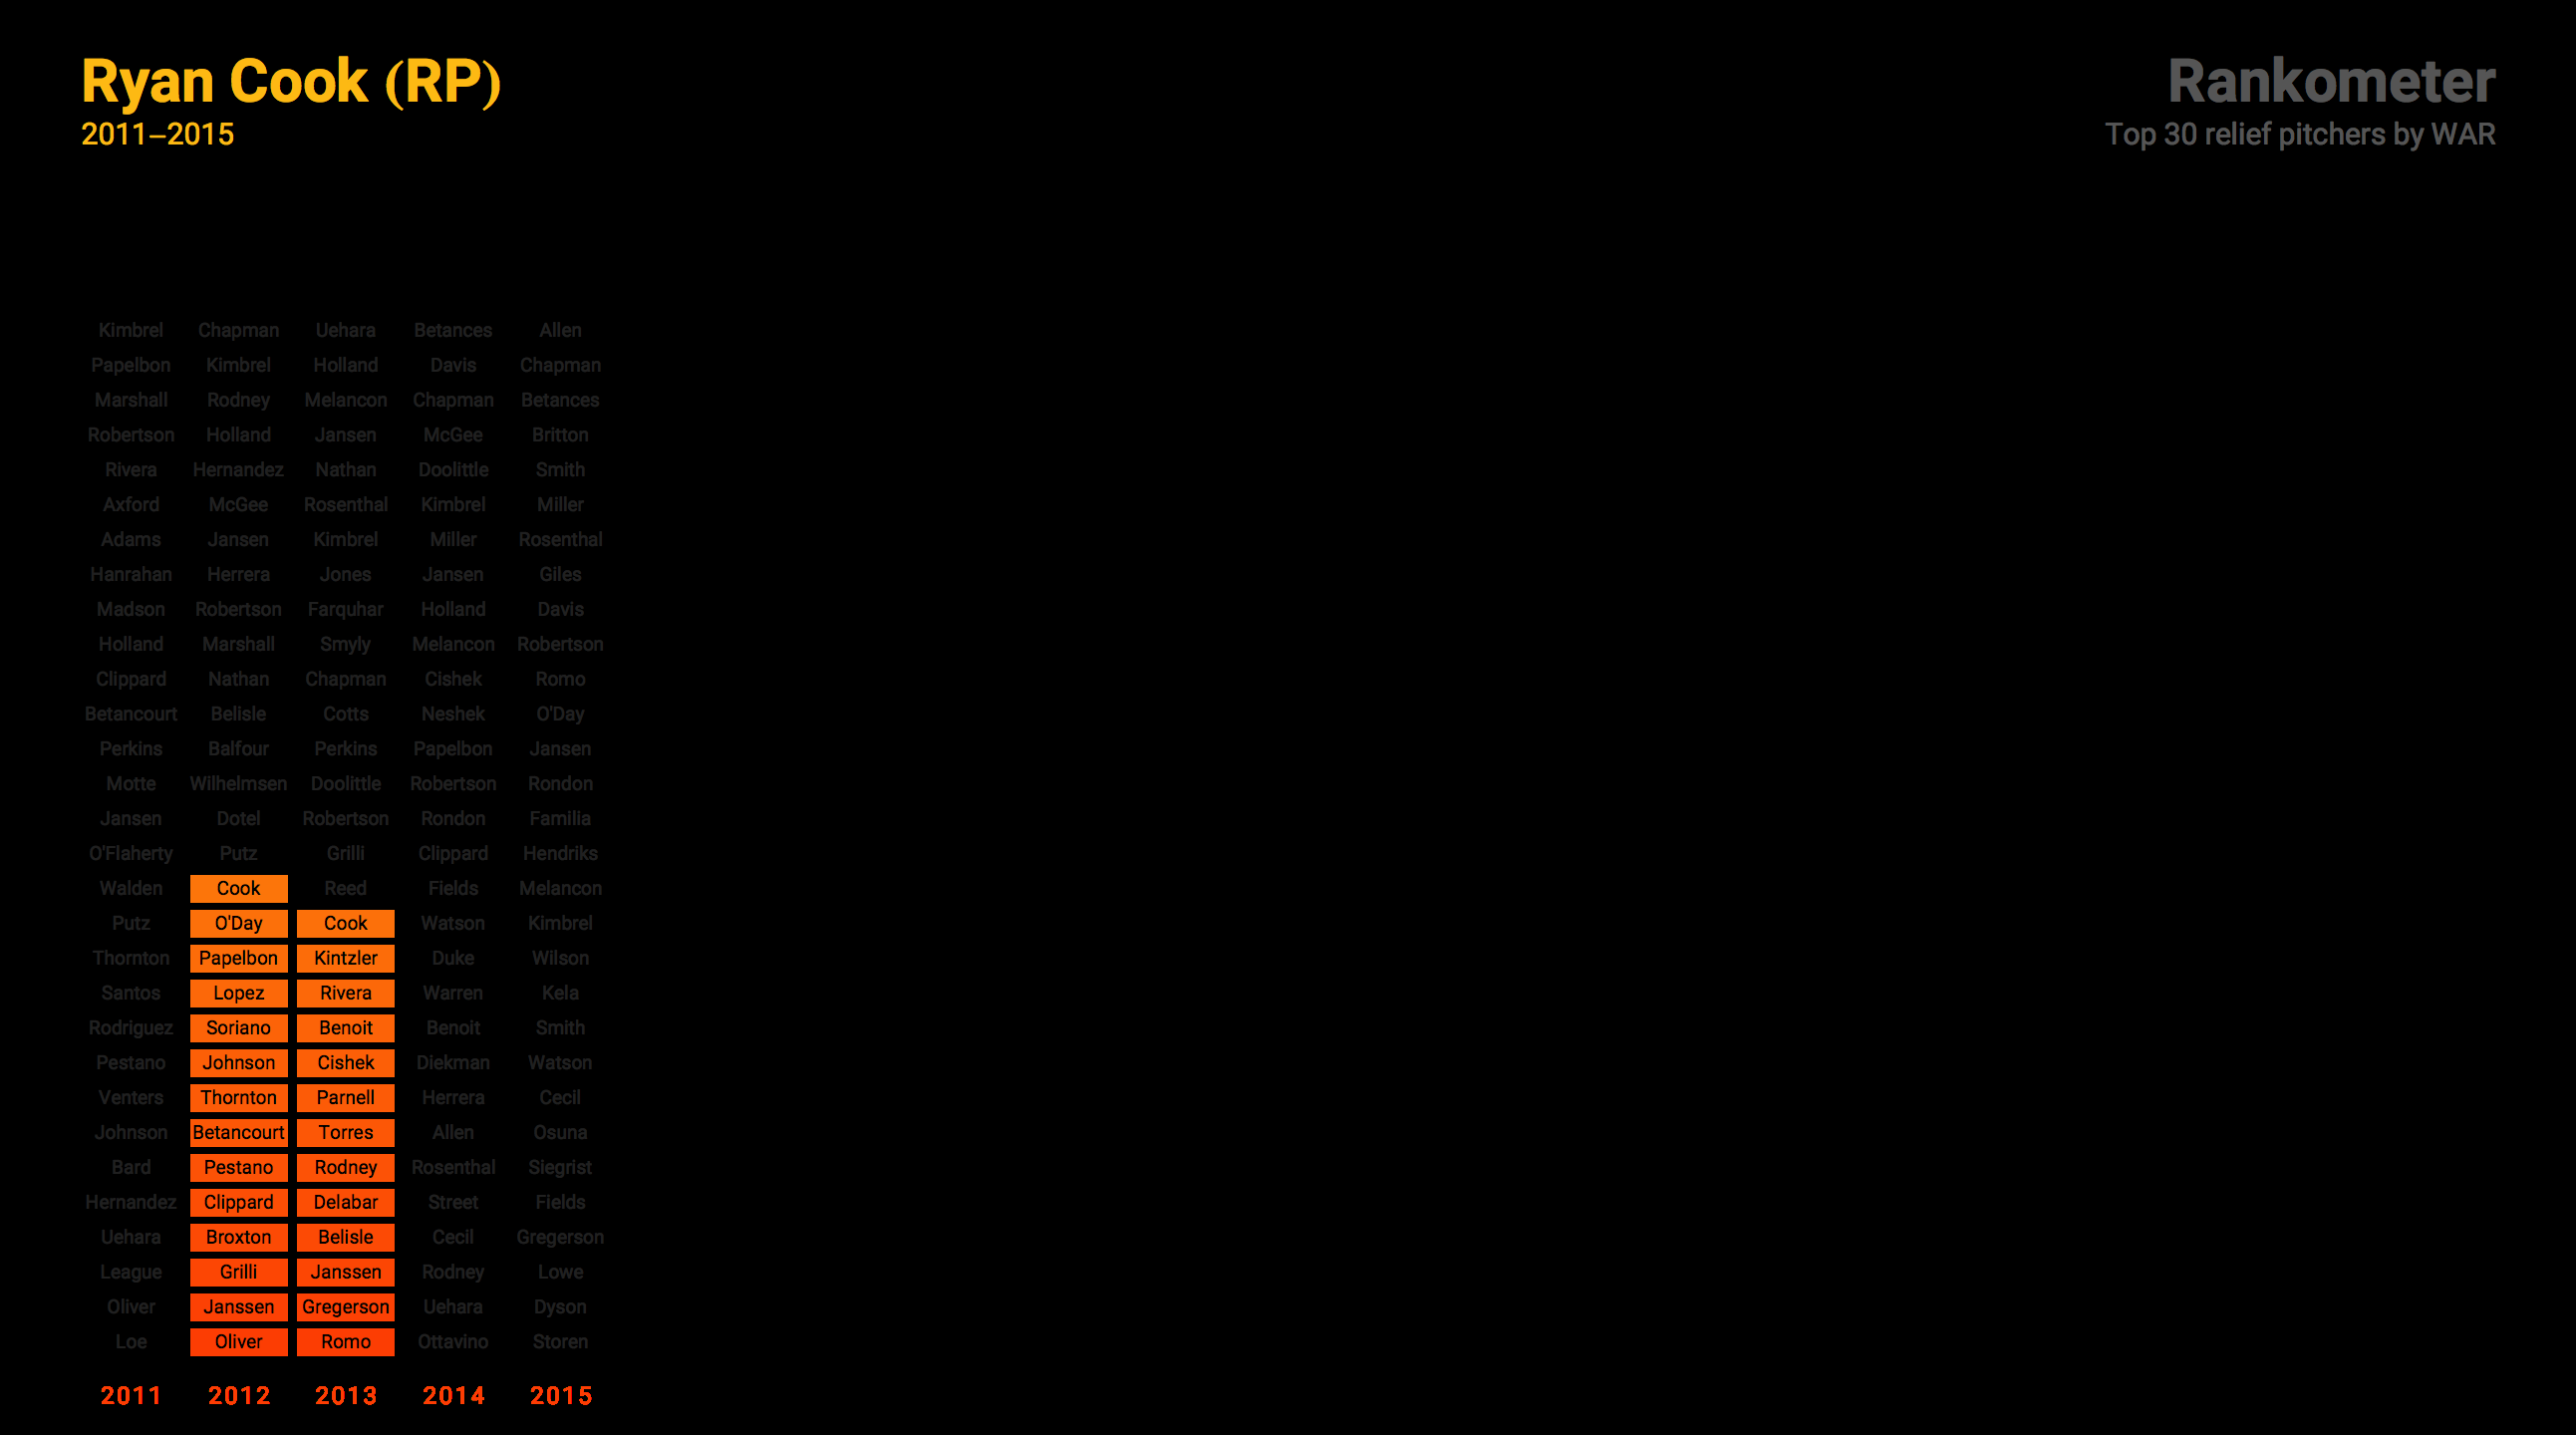 Ryan Cook (RP)
2011–2015
Rankometer
Top 30 relief pitchers by WAR
Kimbrel Chapman Uehara Betances Allen
Papelbon Kimbrel Holland Davis Chapman
Marshall Rodney Melancon Chapman Betances
Robertson Holland Jansen McGee Britton
Rivera Hernandez Nathan Doolittle Smith
Axford McGee Rosenthal Kimbrel Miller
Adams Jansen Kimbrel Miller Rosenthal
Hanrahan Herrera Jones Jansen Giles
Madson Robertson Farquhar Holland Davis
Holland Marshall Smyly Melancon Robertson
Clippard Nathan Chapman Cishek Romo
Betancourt Belisle Cotts Neshek O'Day
Perkins Balfour Perkins Papelbon Jansen
Motte Wilhelmsen Doolittle Robertson Rondon
Jansen Dotel Robertson Rondon Familia
O'Flaherty Putz Grilli Clippard Hendriks
Walden Cook Reed Fields Melancon
Putz O'Day Cook Watson Kimbrel
Thornton Papelbon Kintzler Duke Wilson
Santos Lopez Rivera Warren Kela
Rodriguez Soriano Benoit Benoit Smith
Pestano Johnson Cishek Diekman Watson
Venters Thornton Parnell Herrera Cecil
Johnson Betancourt Torres Allen Osuna
Bard Pestano Rodney Rosenthal Siegrist
Hernandez Clippard Delabar Street Fields
Uehara Broxton Belisle Cecil Gregerson
League Grilli Janssen Rodney Lowe
Oliver Janssen Gregerson Uehara Dyson
Loe Oliver Romo Ottavino Storen
2011 2012 2013 2014 2015